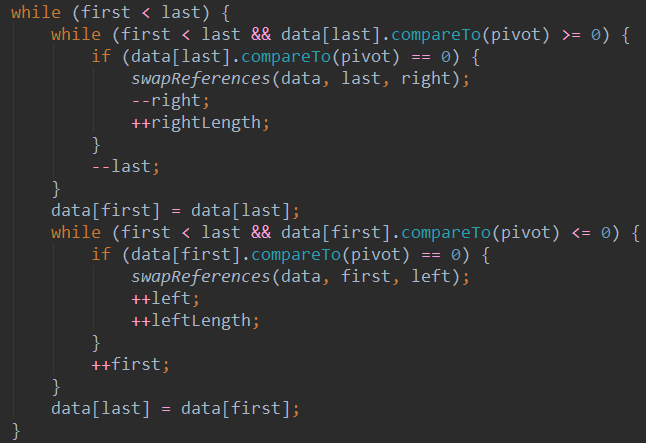 while (first < last) {
    while (first < last && data[last].compareTo(pivot) >= 0) {
        if (data[last].compareTo(pivot) == 0) {
            swapReferences(data, last, right);
            --right;
            ++rightLength;
        }
        --last;
    }
    data[first] = data[last];
    while (first < last && data[first].compareTo(pivot) <= 0) {
        if (data[first].compareTo(pivot) == 0) {
            swapReferences(data, first, left);
            ++left;
            ++leftLength;
        }
        ++first;
    }
    data[last] = data[first];
}